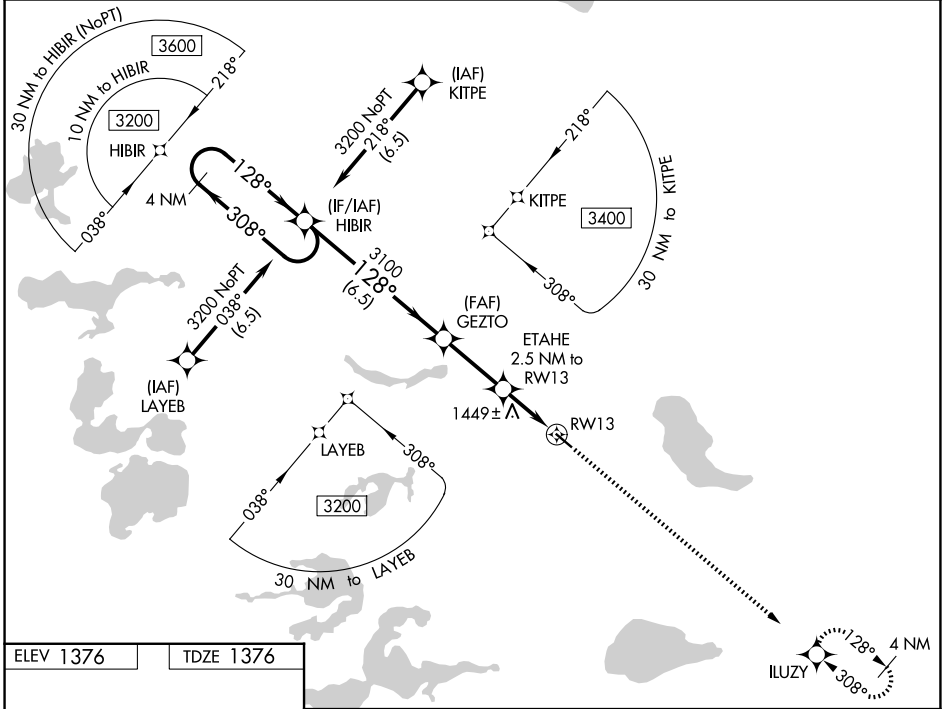 30 NM to HIBIR (NoPT)
3600
10 NM to HIBIR
218°
3200
HIBIR
038°
(IAF)
KITPE
3200 NoPT
218°
(6.5)
128°
4 NM
308°
(IF/IAF)
HIBIR
218°
KITPE
3400
30 NM to KITPE
308°
3200 NoPT
038°
(6.5)
(IAF)
LAYEB
3100
128°
(6.5)
(FAF)
GEZTO
ETAHE
2.5 NM to
RW13
1449±
RW13
LAYEB
308°
038°
3200
30 NM to LAYEB
128°
4 NM
ILUZY
308°
ELEV 1376
TDZE 1376